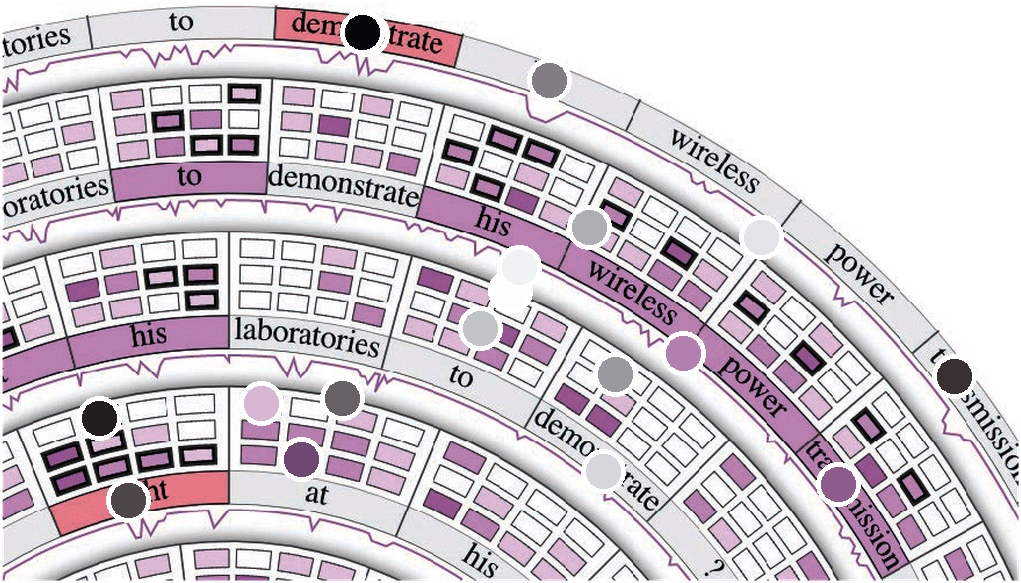 tories to demonstrate wireless power transmission
oratories to demonstrate his wireless power transmission
his laboratories to demonstrate ?
ht at his